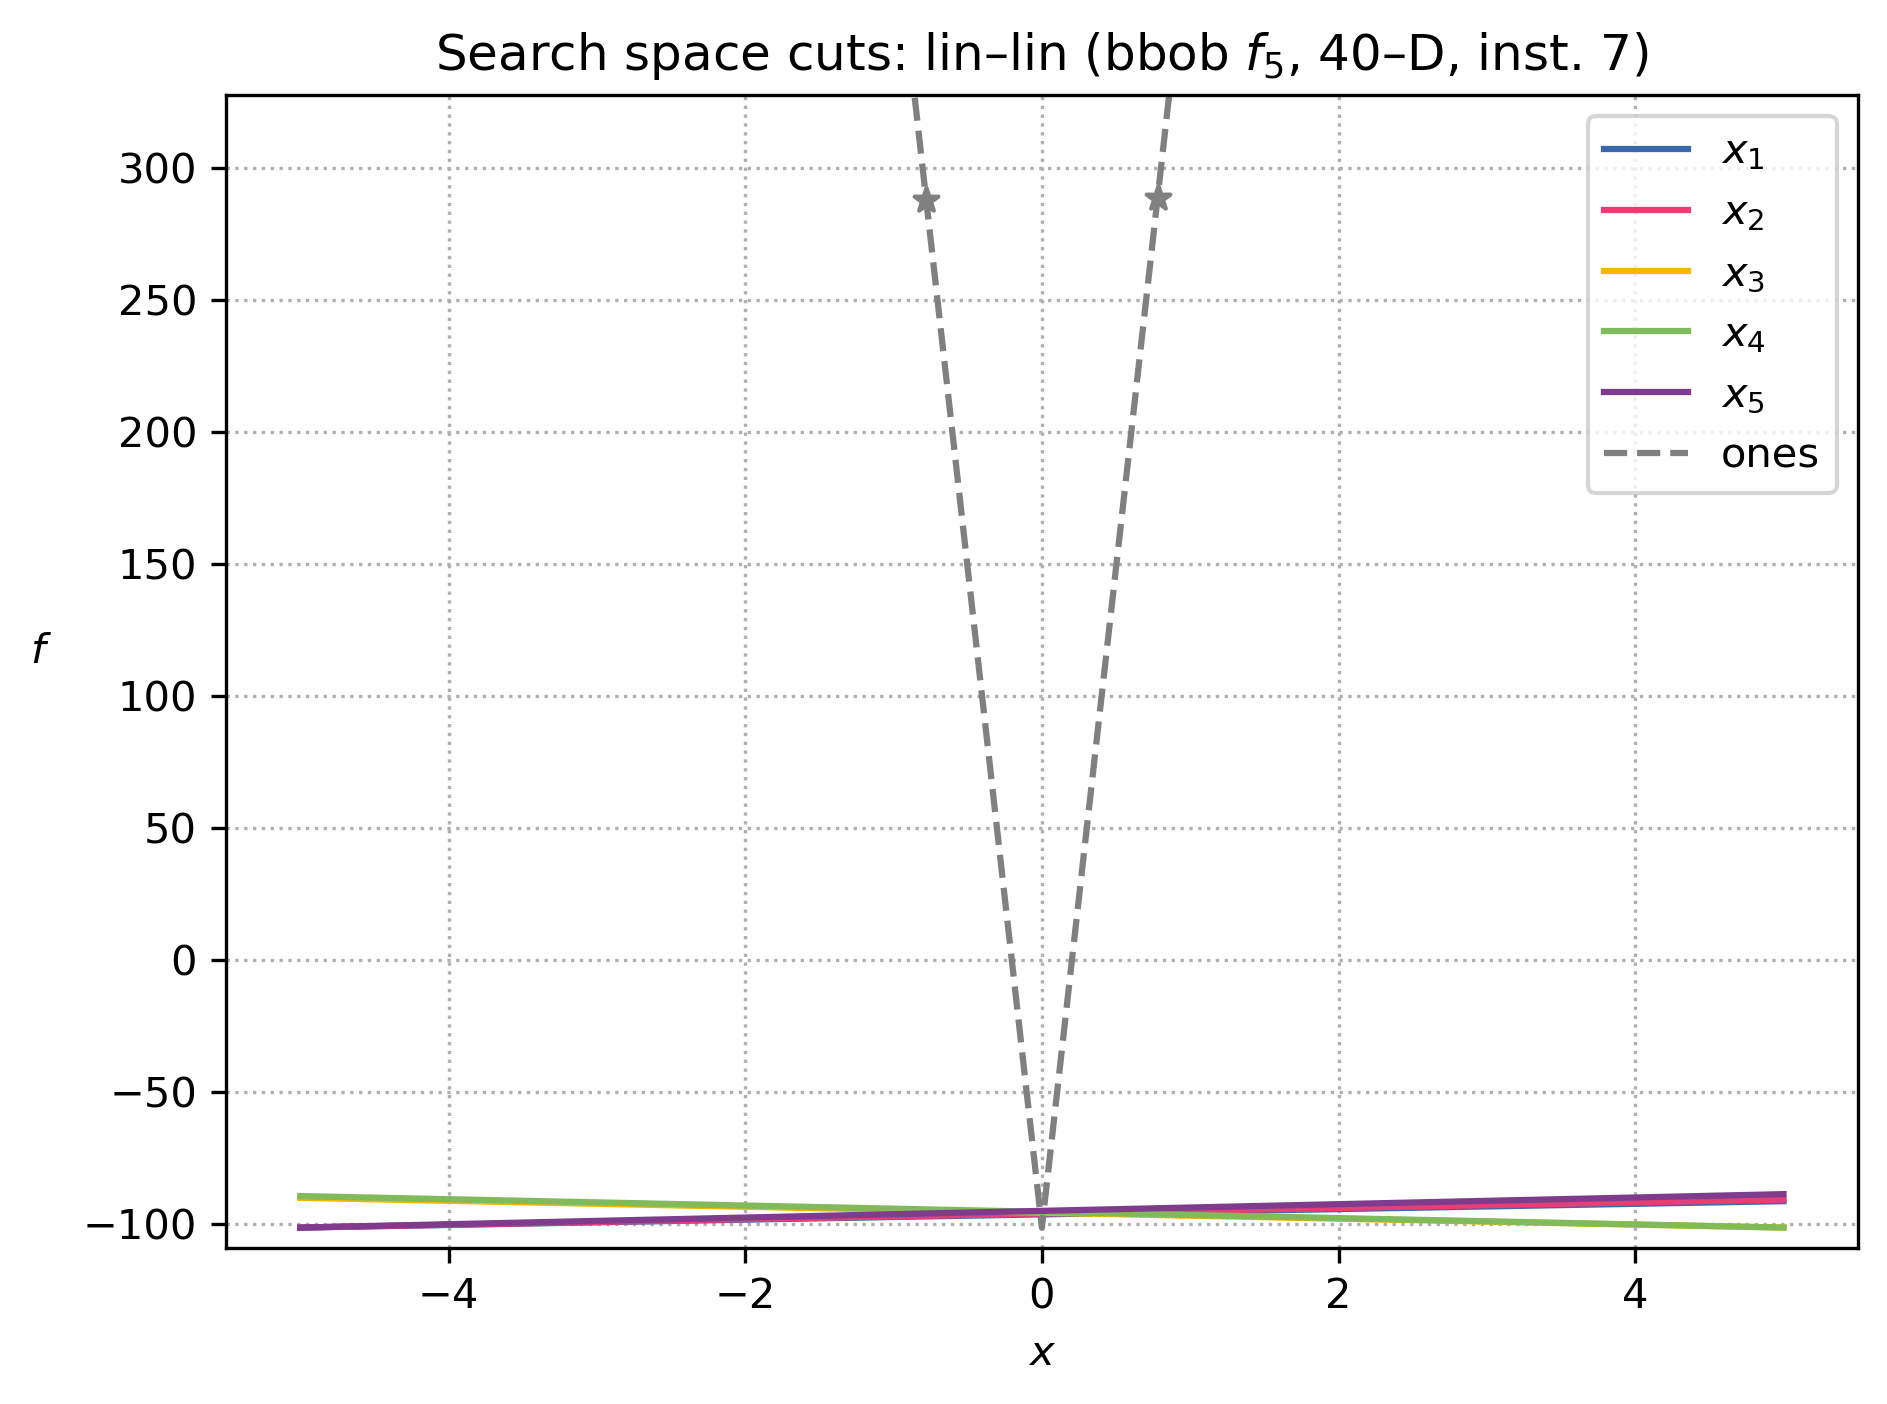 Search space cuts: lin–lin (bbob f₅, 40–D, inst. 7)
x₁
x₂
x₃
x₄
x₅
ones
300
250
200
150
100
50
0
−50
−100
f
−4 −2 0 2 4
x